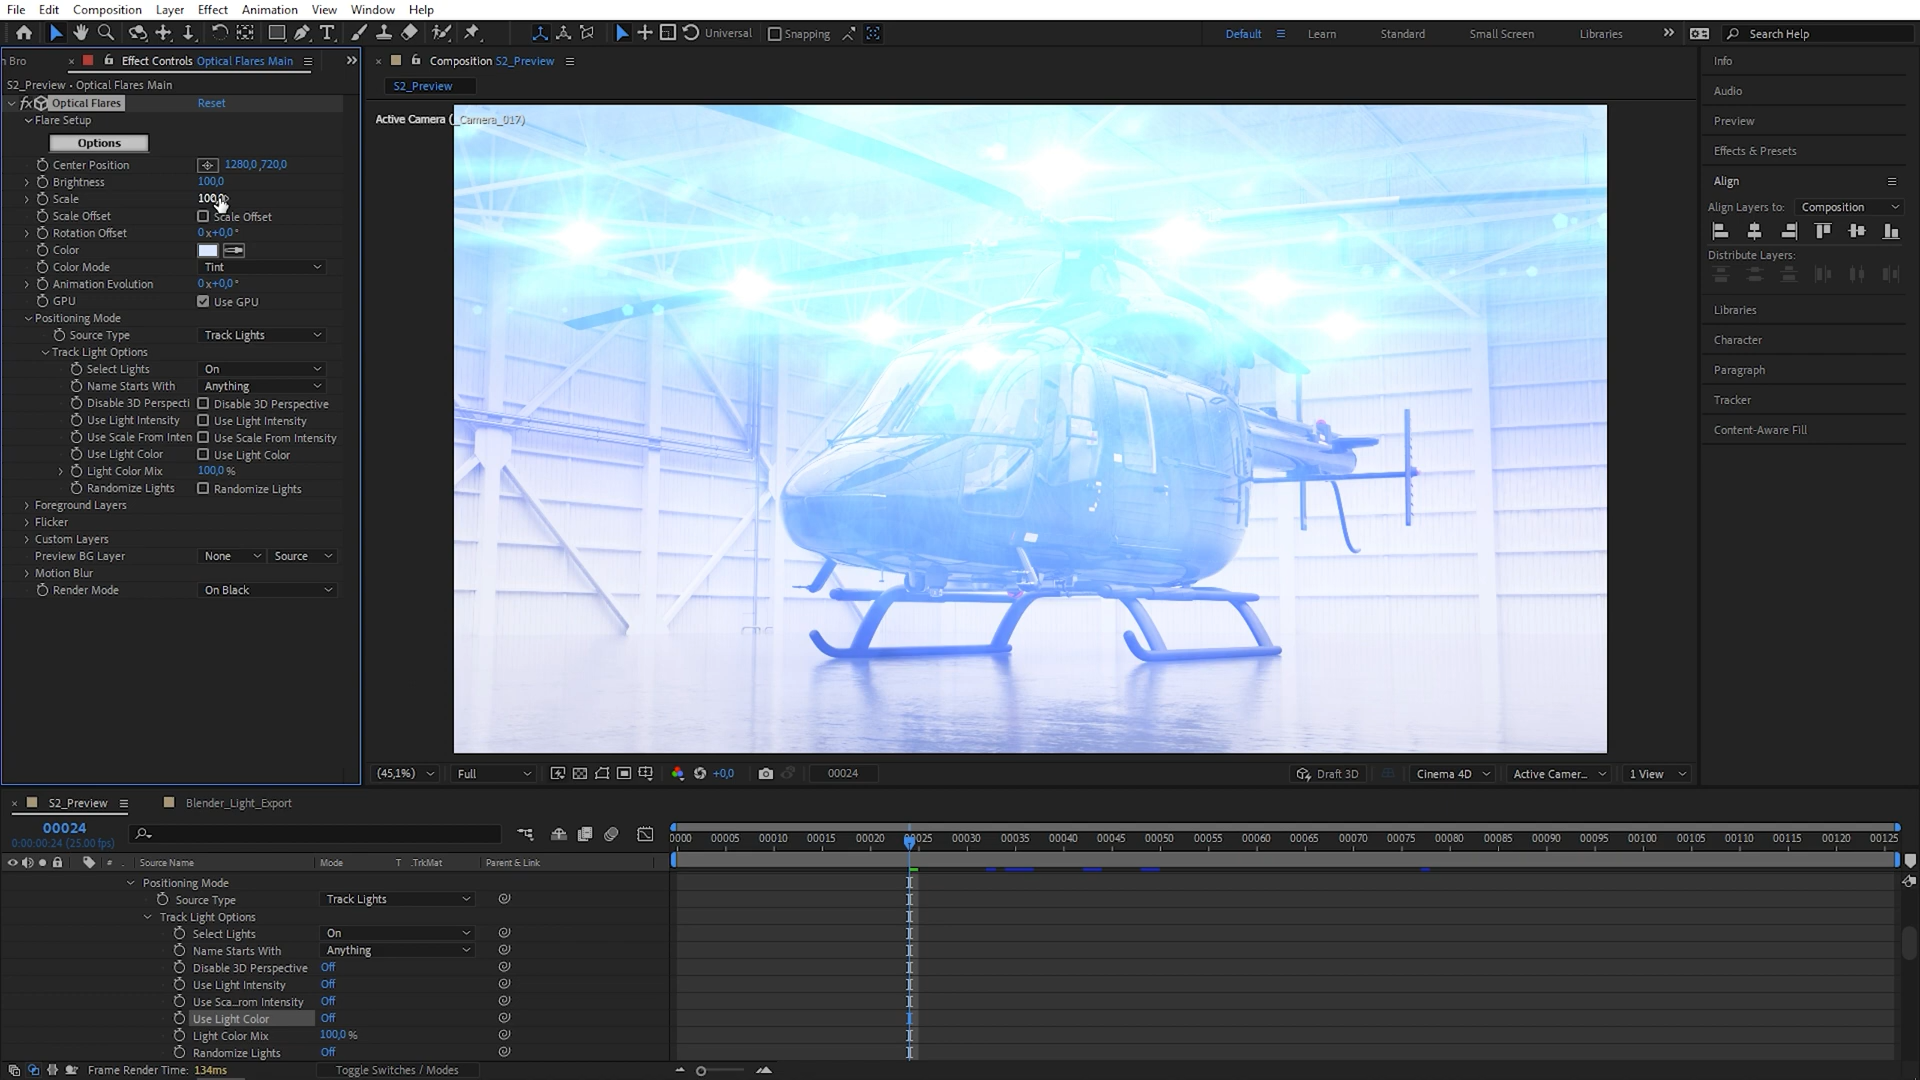 File Edit Composition Layer Effect Animation View Window Help
Universal Snapping Default Learn Standard Small Screen Libraries Search Help
Bro Effect Controls Optical Flares Main
S2_Preview • Optical Flares Main
fx Optical Flares Reset
Flare Setup
Options
Center Position 1280,0 ,720,0
Brightness 100,0
Scale 100,0
Scale Offset Scale Offset
Rotation Offset 0x+0,0°
Color
Color Mode Tint
Animation Evolution 0x+0,0°
GPU Use GPU
Positioning Mode
Source Type Track Lights
Track Light Options
Select Lights On
Name Starts With Anything
Disable 3D Perspecti Disable 3D Perspective
Use Light Intensity Use Light Intensity
Use Scale From Inten Use Scale From Intensity
Use Light Color Use Light Color
Light Color Mix 100,0 %
Randomize Lights Randomize Lights
Foreground Layers
Flicker
Custom Layers
Preview BG Layer None Source
Motion Blur
Render Mode On Black
Composition S2_Preview
S2_Preview
Active Camera (_Camera_017)
(45,1%) Full +0,0 00024 Draft 3D Cinema 4D Active Camer... 1 View
Info
Audio
Preview
Effects & Presets
Align
Align Layers to: Composition
Distribute Layers:
Libraries
Character
Paragraph
Tracker
Content-Aware Fill
S2_Preview Blender_Light_Export
00024
0:00:00:24 (25.00 fps)
0000 00005 00010 00015 00020 00025 00030 00035 00040 00045 00050 00055 00060 00065 00070 00075 00080 00085 00090 00095 00100 00105 00110 00115 00120 00125
# Source Name Mode T .TrkMat Parent & Link
Positioning Mode
Source Type Track Lights
Track Light Options
Select Lights On
Name Starts With Anything
Disable 3D Perspective Off
Use Light Intensity Off
Use Sca...rom Intensity Off
Use Light Color Off
Light Color Mix 100,0 %
Randomize Lights Off
Frame Render Time: 134ms Toggle Switches / Modes